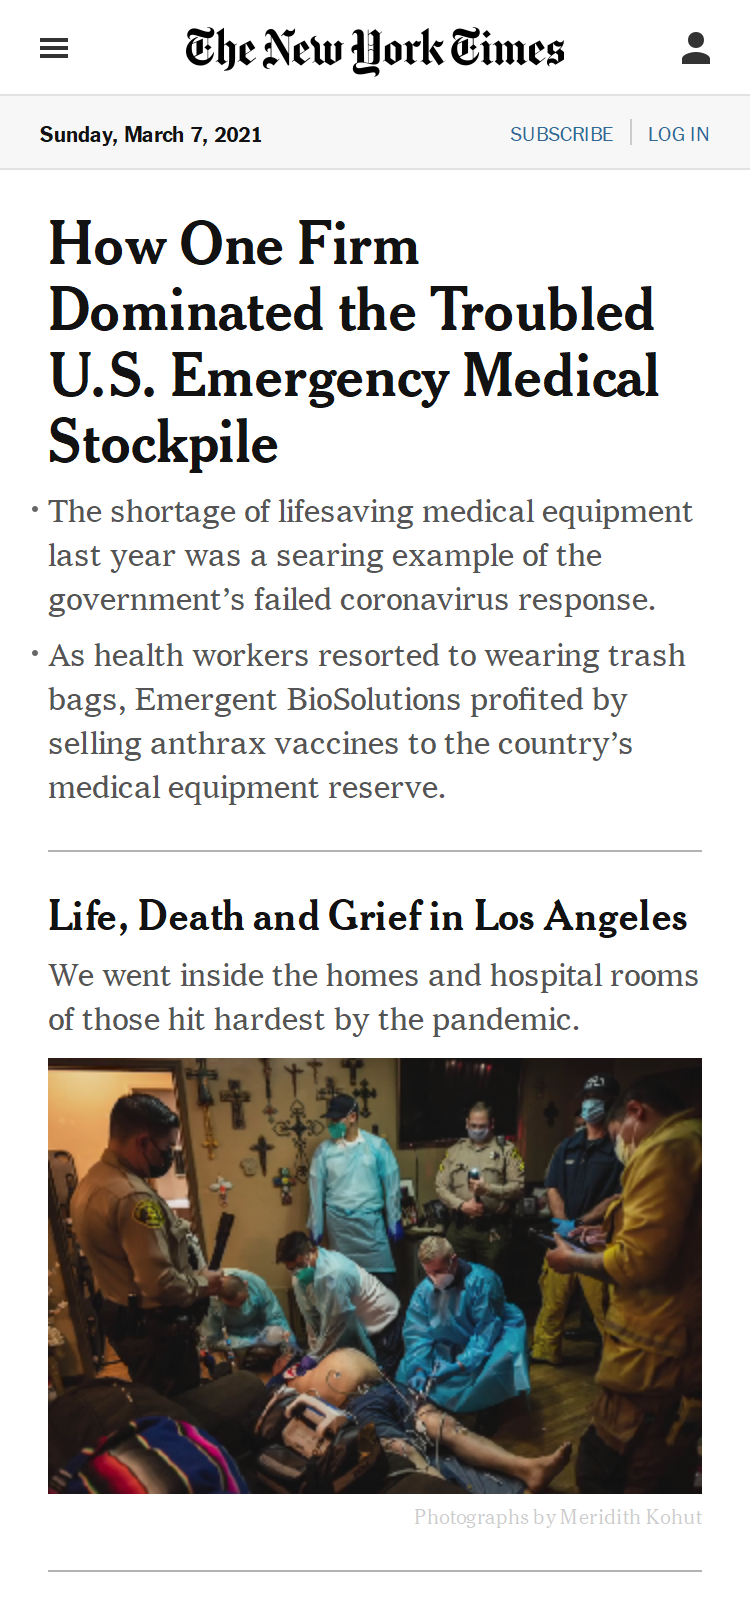 The New York Times
Sunday, March 7, 2021
SUBSCRIBE
LOG IN
How One Firm
Dominated the Troubled
U.S. Emergency Medical
Stockpile
• The shortage of lifesaving medical equipment
last year was a searing example of the
government’s failed coronavirus response.
• As health workers resorted to wearing trash
bags, Emergent BioSolutions profited by
selling anthrax vaccines to the country’s
medical equipment reserve.
Life, Death and Grief in Los Angeles
We went inside the homes and hospital rooms
of those hit hardest by the pandemic.
Photographs by Meridith Kohut